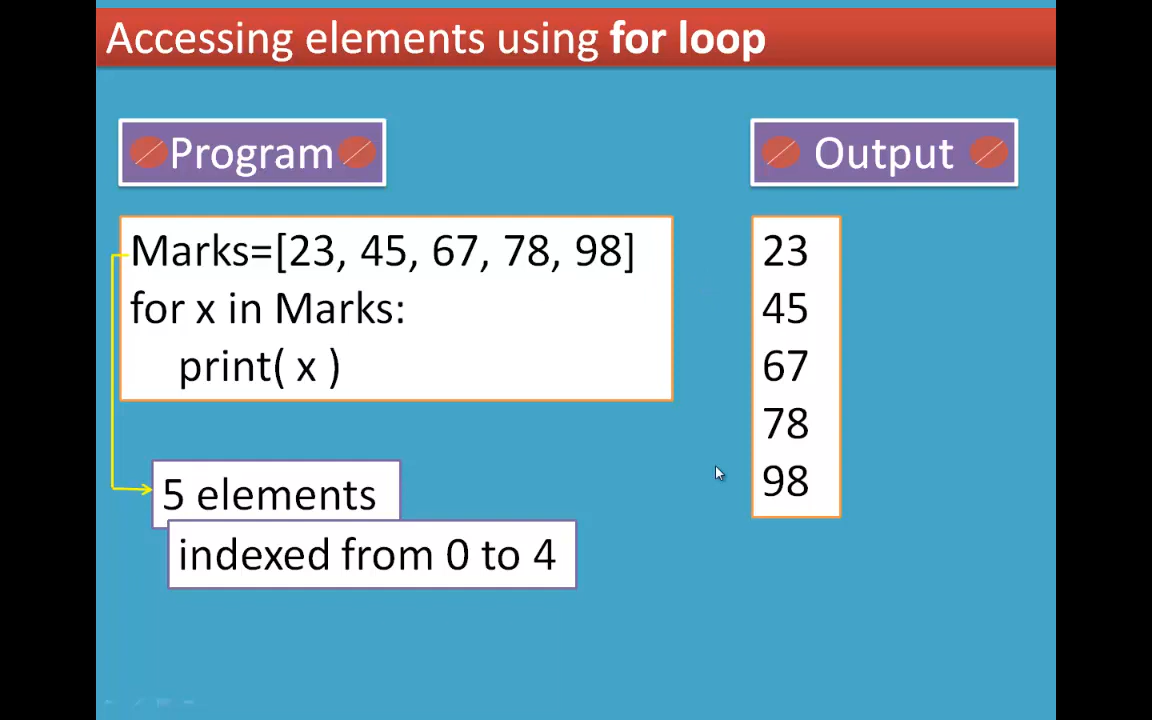 Accessing elements using for loop
Program
Output
Marks=[23, 45, 67, 78, 98]
for x in Marks:
print( x )
23
45
67
78
98
5 elements
indexed from 0 to 4